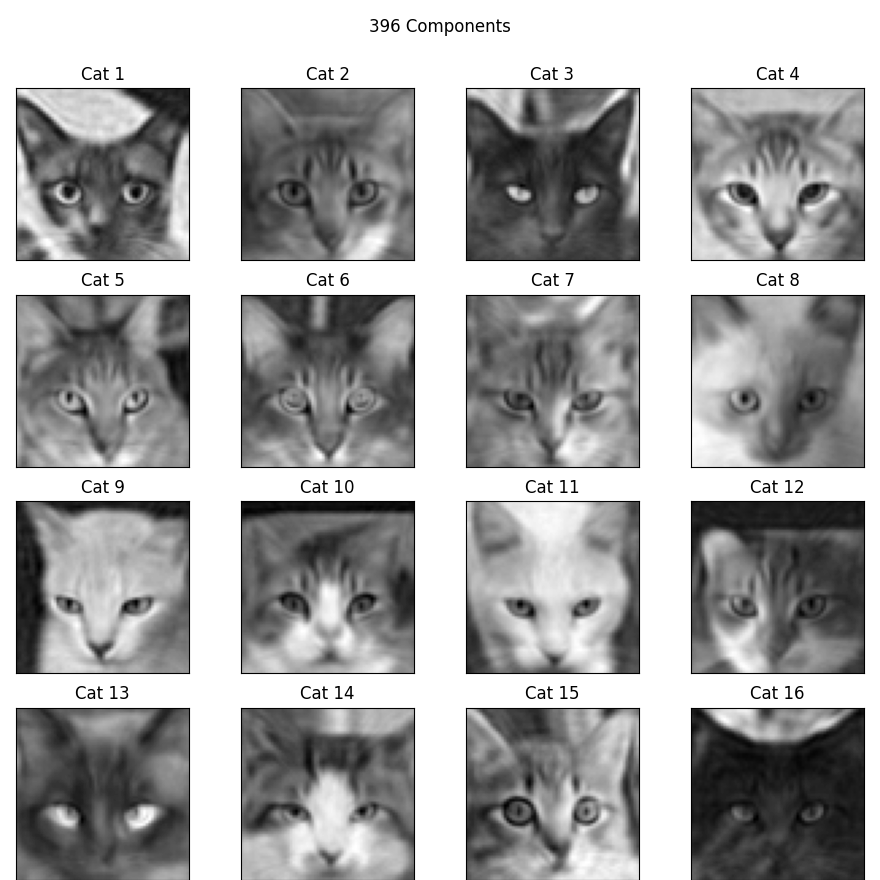 396 Components
Cat 1
Cat 2
Cat 3
Cat 4
Cat 5
Cat 6
Cat 7
Cat 8
Cat 9
Cat 10
Cat 11
Cat 12
Cat 13
Cat 14
Cat 15
Cat 16